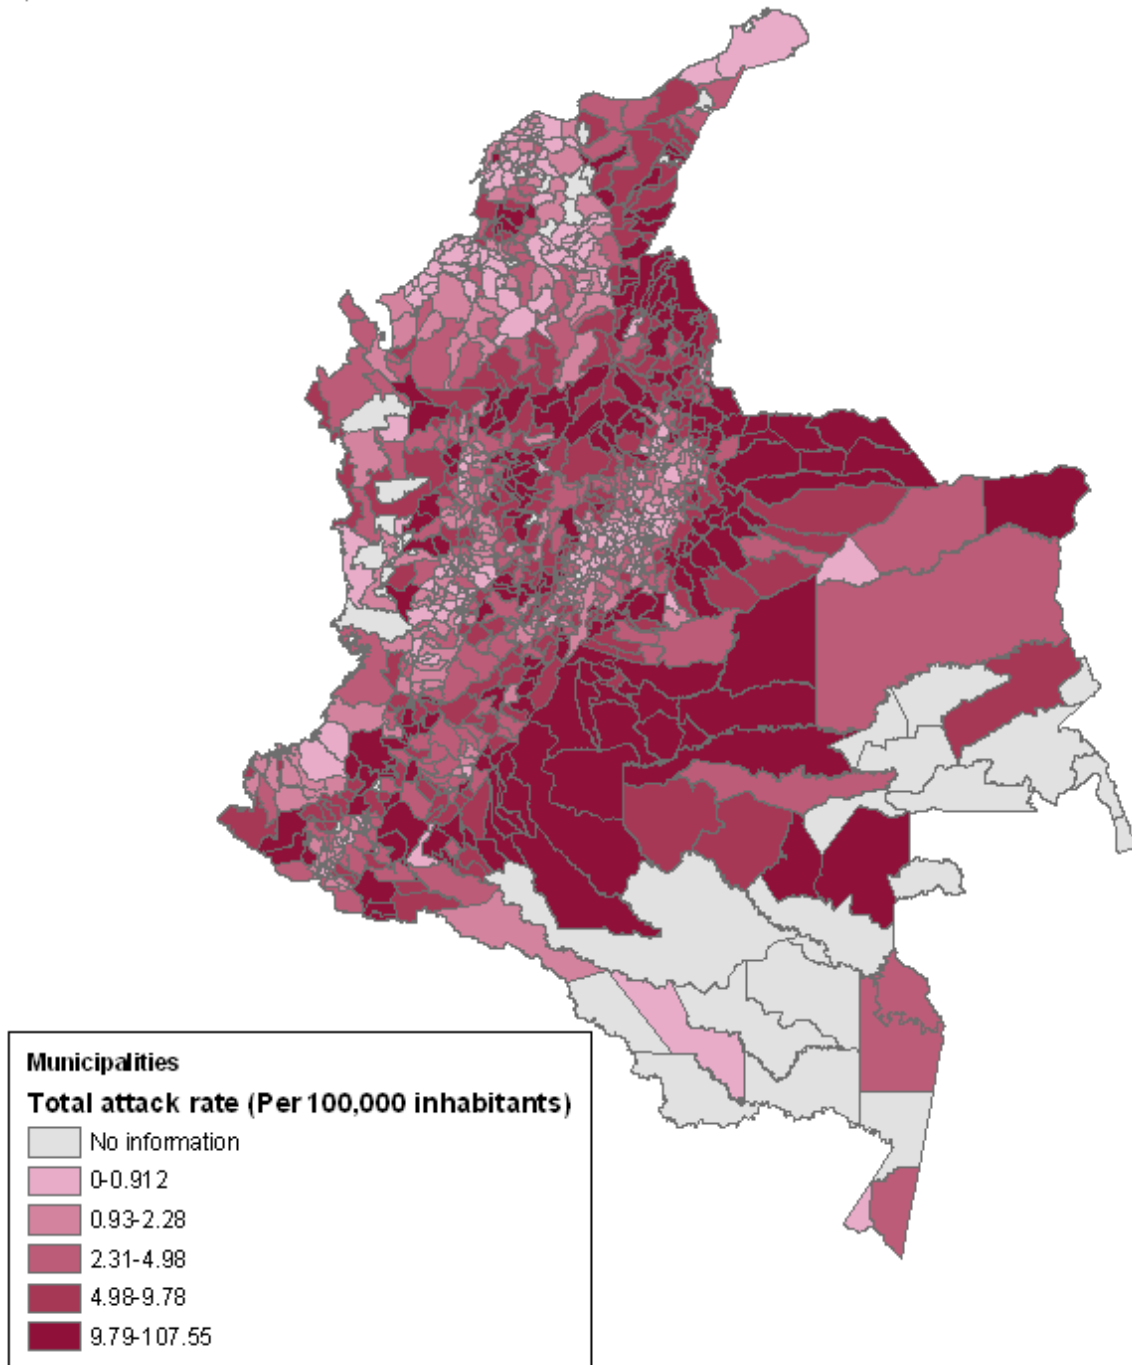 Municipalities
Total attack rate (Per 100,000 inhabitants)
No information
0-0.912
0.93-2.28
2.31-4.98
4.98-9.78
9.79-107.55